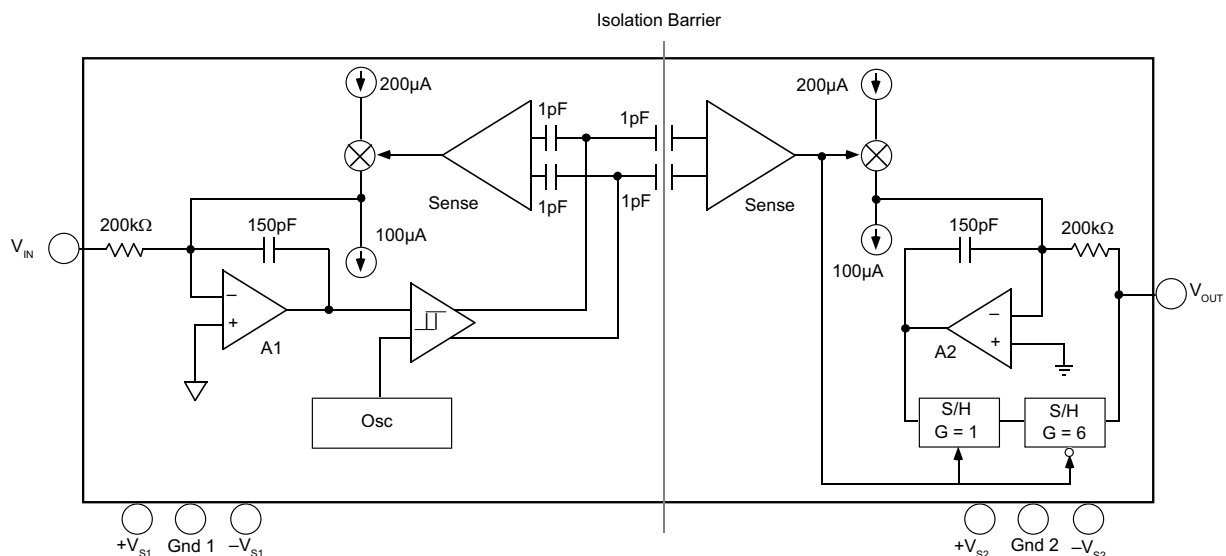 Isolation Barrier
200µA
200µA
1pF
1pF
1pF
1pF
Sense
Sense
200kΩ
150pF
100µA
150pF
200kΩ
100µA
V_IN
V_OUT
–
+
A1
–
+
A2
Osc
S/H
G = 1
S/H
G = 6
+V_S1
Gnd 1
–V_S1
+V_S2
Gnd 2
–V_S2